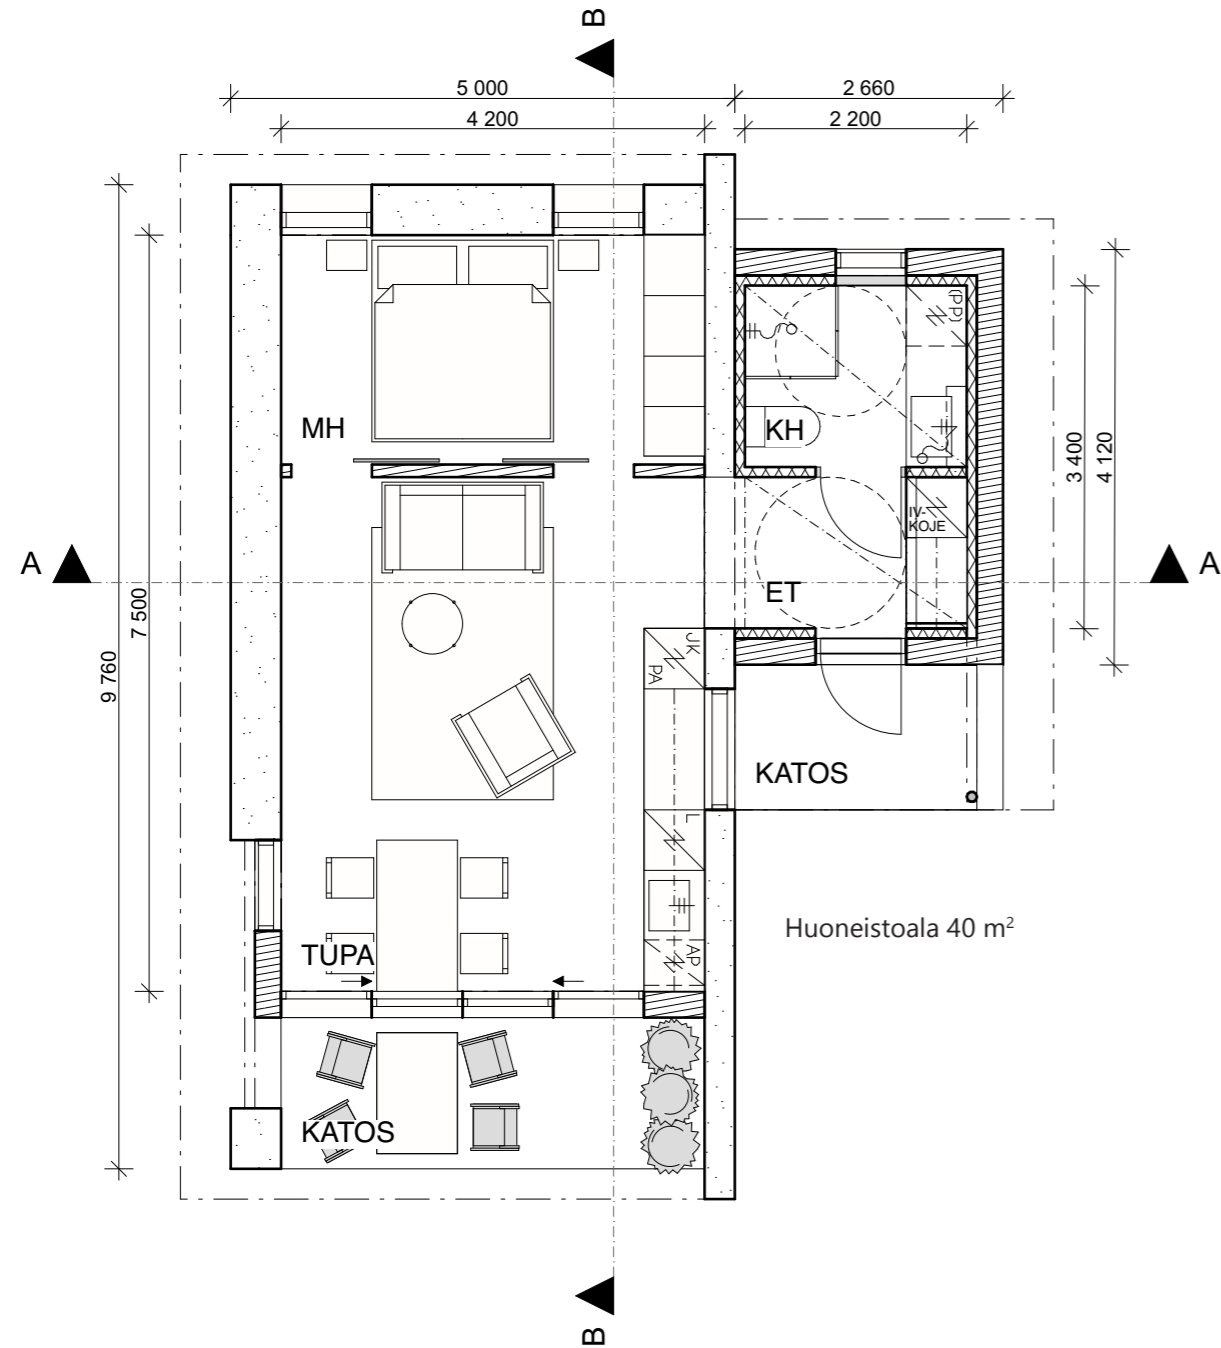 B
5 000
2 660
4 200
2 200
(PP)
MH
KH
3 400
4 120
IV-
KOJE
A
A
ET
7 500
9 760
JK
PA
KATOS
L
Huoneistoala 40 m²
TUPA
AP
KATOS
B